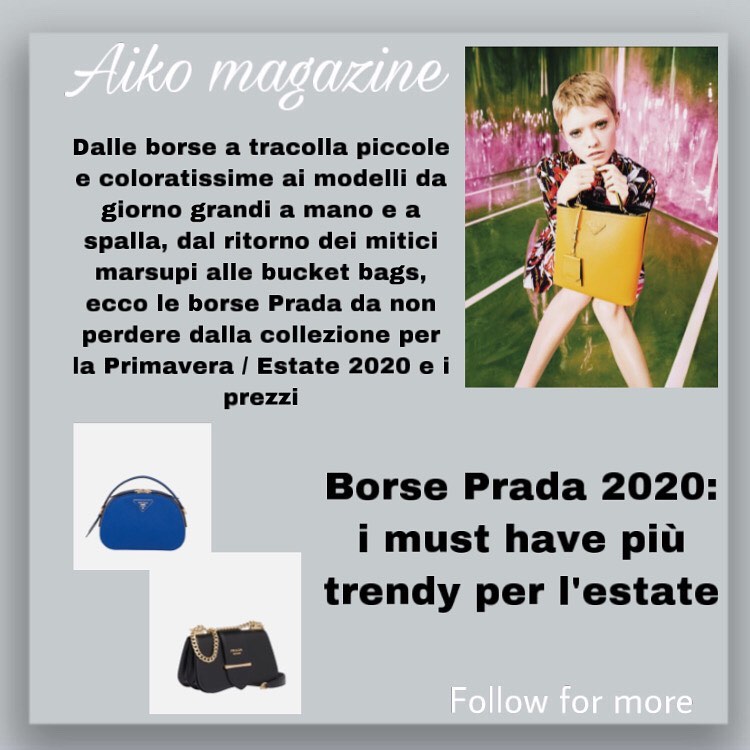 Aiko magazine
Dalle borse a tracolla piccole
e coloratissime ai modelli da
giorno grandi a mano e a
spalla, dal ritorno dei mitici
marsupi alle bucket bags,
ecco le borse Prada da non
perdere dalla collezione per
la Primavera / Estate 2020 e i
prezzi
Borse Prada 2020:
i must have più
trendy per l'estate
Follow for more